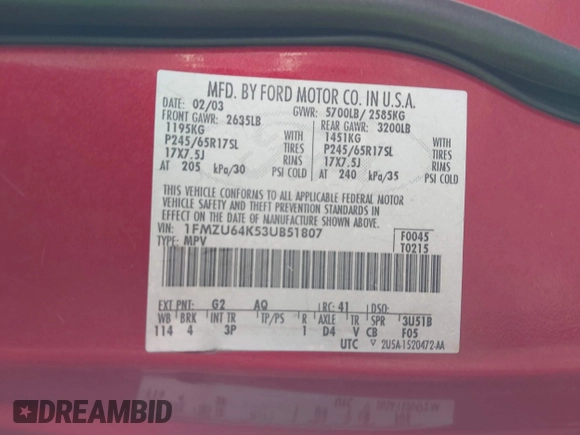 MFD. BY FORD MOTOR CO. IN U.S.A.
DATE: 02/03 GVWR: 5700LB/ 2585KG
FRONT GAWR: 2635LB REAR GAWR: 3200LB
1195KG WITH 1451KG WITH
P245/65R17SL TIRES P245/65R17SL TIRES
17X7.5J RIMS 17X7.5J RIMS
AT 205 kPa/30 PSI COLD AT 240 kPa/35 PSI COLD
THIS VEHICLE CONFORMS TO ALL APPLICABLE FEDERAL MOTOR
VEHICLE SAFETY AND THEFT PREVENTION STANDARDS IN
EFFECT ON THE DATE OF MANUFACTURE SHOWN ABOVE.
VIN: 1FMZU64K53UB51807 F0045
TYPE: MPV T0215
EXT PNT: G2 AQ RC: 41 DSO:
WB BRK INT TR TP/PS R AXLE TR SPR 3U51B
114 4 3P 1 D4 V CB F05
UTC 2U5A-1520472-AA
DREAMBID